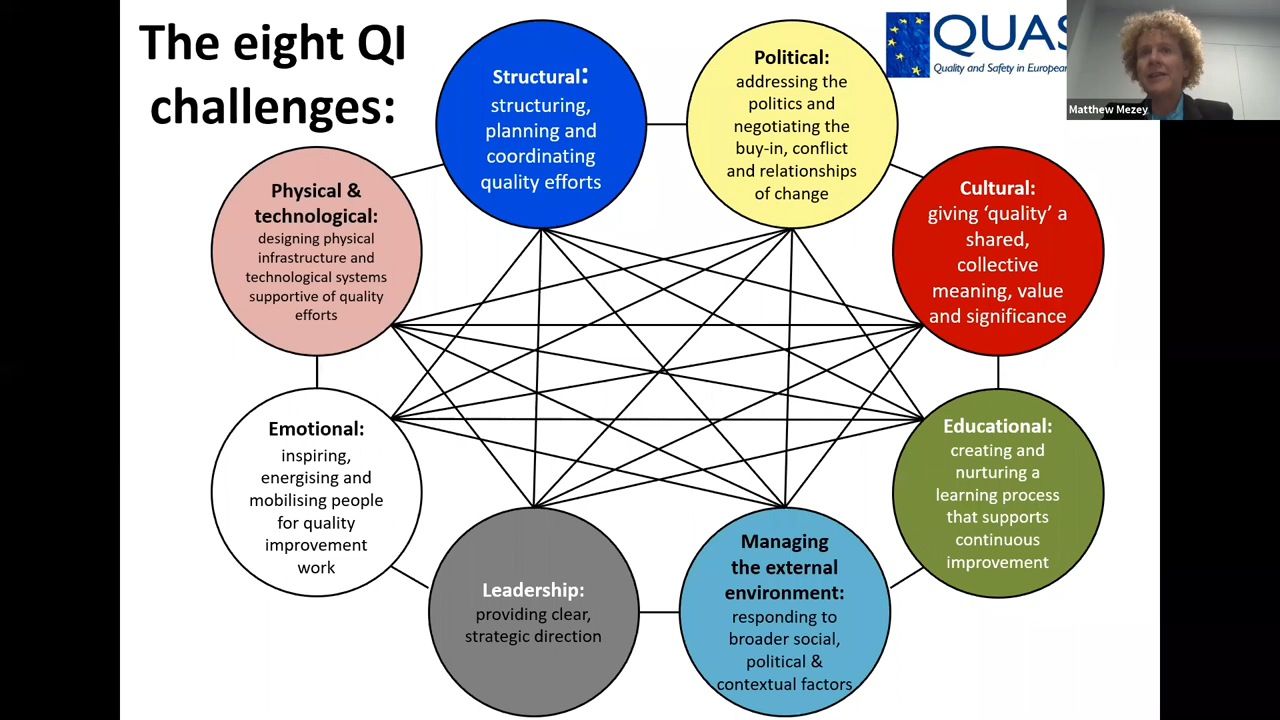 The eight QI
challenges:
Structural:
structuring,
planning and
coordinating
quality efforts
Political:
addressing the
politics and
negotiating the
buy-in, conflict
and relationships
of change
QUAS
Quality and Safety in European
Matthew Mezey
Physical &
technological:
designing physical
infrastructure and
technological systems
supportive of quality
efforts
Cultural:
giving ‘quality’ a
shared,
collective
meaning, value
and significance
Emotional:
inspiring,
energising and
mobilising people
for quality
improvement
work
Educational:
creating and
nurturing a
learning process
that supports
continuous
improvement
Leadership:
providing clear,
strategic direction
Managing
the external
environment:
responding to
broader social,
political &
contextual factors